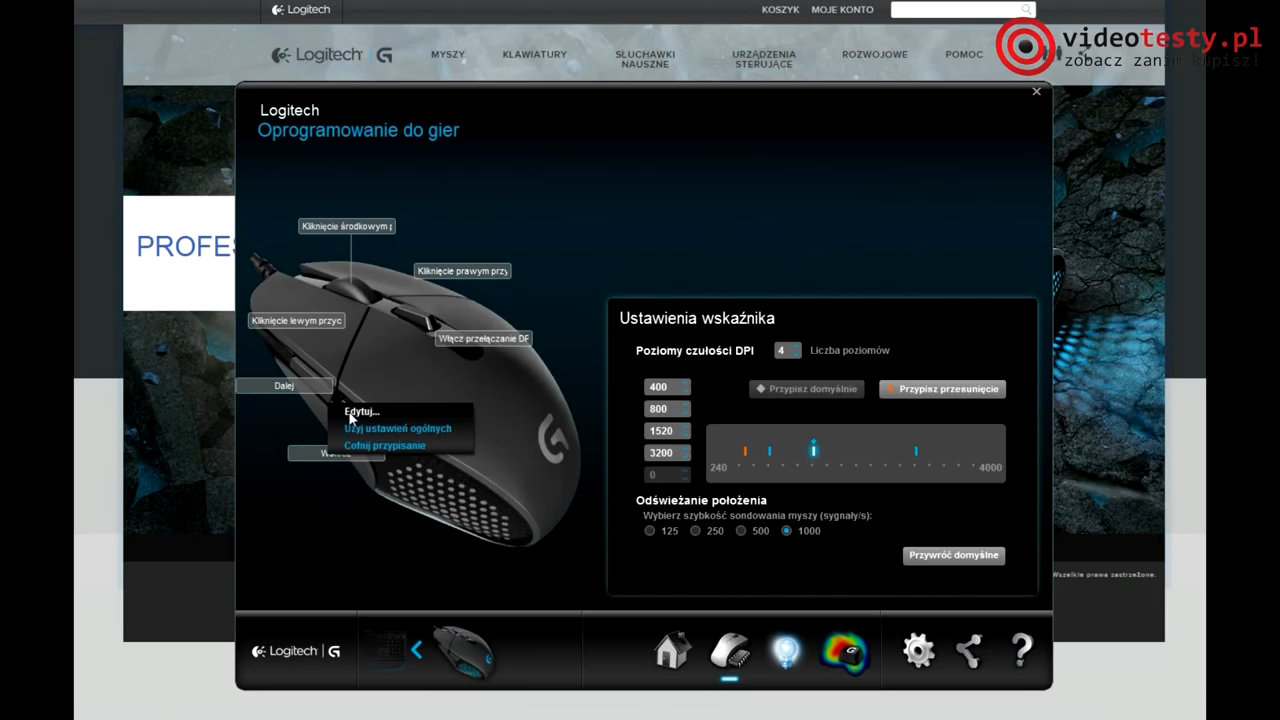 Logitech
KOSZYK
MOJE KONTO
videotesty.pl
zobacz zanim kupisz!
Logitech G
MYSZY
KLAWIATURY
SŁUCHAWKI
NAUSZNE
URZĄDZENIA
STERUJĄCE
ROZWOJOWE
POMOC
Logitech
Oprogramowanie do gier
PROFES
Kliknięcie środkowym p
Kliknięcie prawym przy
Kliknięcie lewym przyc
Włącz przełączanie DP
Dalej
Edytuj...
Użyj ustawień ogólnych
Cofnij przypisanie
Ustawienia wskaźnika
Poziomy czułości DPI
4
Liczba poziomów
400
800
1520
3200
0
Przypisz domyślnie
Przypisz przesunięcie
240
4000
Odświeżanie położenia
Wybierz szybkość sondowania myszy (sygnały/s):
125
250
500
1000
Przywróć domyślne
Wszelkie prawa zastrzeżone.
Logitech | G